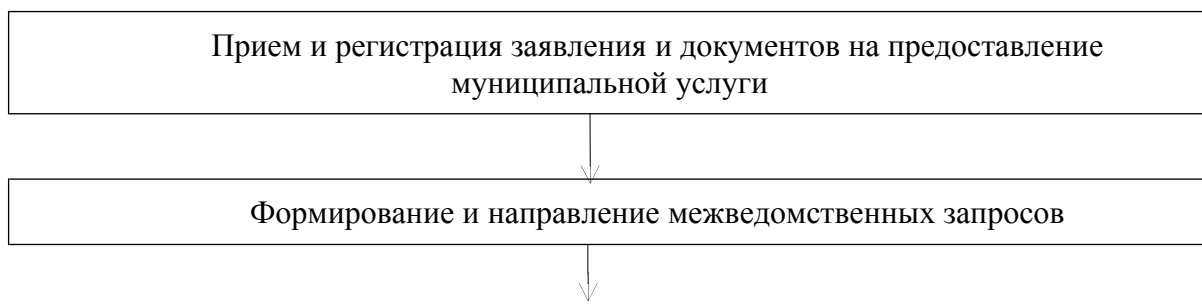 Прием и регистрация заявления и документов на предоставление
муниципальной услуги
Формирование и направление межведомственных запросов